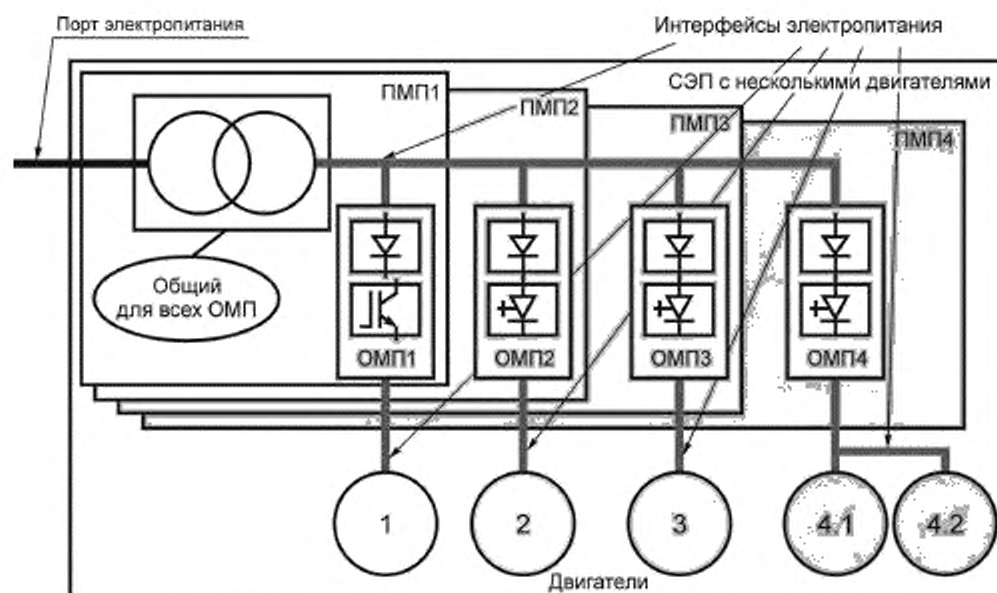 Порт электропитания
Интерфейсы электропитания
СЭП с несколькими двигателями
ПМП1
ПМП2
ПМП3
ПМП4
Общий
для всех ОМП
ОМП1
ОМП2
ОМП3
ОМП4
1
2
3
4.1
4.2
Двигатели